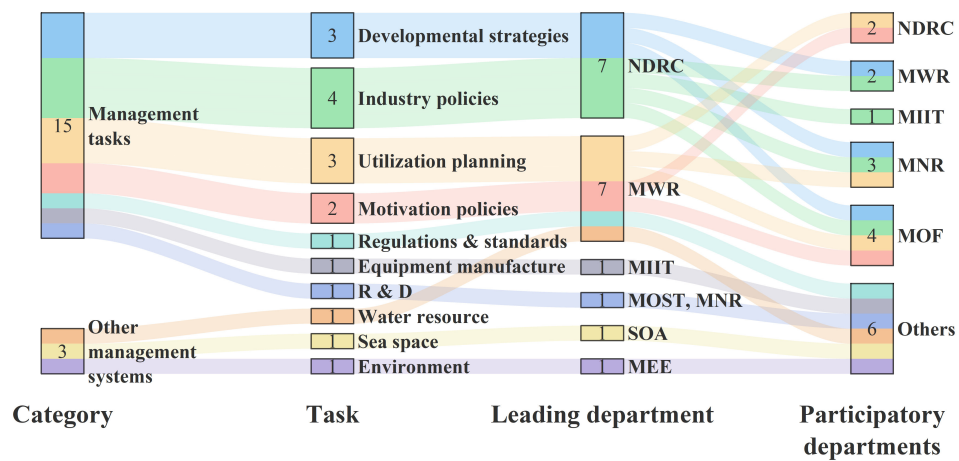 15
Management
tasks
3
Other
management
systems
3
Developmental strategies
4
Industry policies
3
Utilization planning
2
Motivation policies
1
Regulations & standards
1
Equipment manufacture
1
R & D
1
Water resource
1
Sea space
1
Environment
7
NDRC
7
MWR
1
MIIT
1
MOST, MNR
1
SOA
1
MEE
2
NDRC
2
MWR
1
MIIT
3
MNR
4
MOF
6
Others
Category
Task
Leading department
Participatory
departments